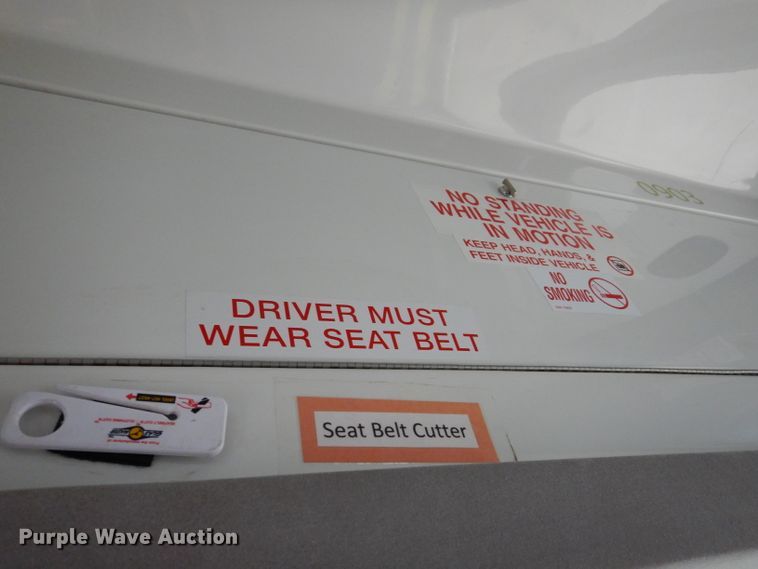 0903
NO STANDING
WHILE VEHICLE IS
IN MOTION
KEEP HEAD, HANDS, &
FEET INSIDE VEHICLE
NO
SMOKING
DRIVER MUST
WEAR SEAT BELT
Seat Belt Cutter
Purple Wave Auction